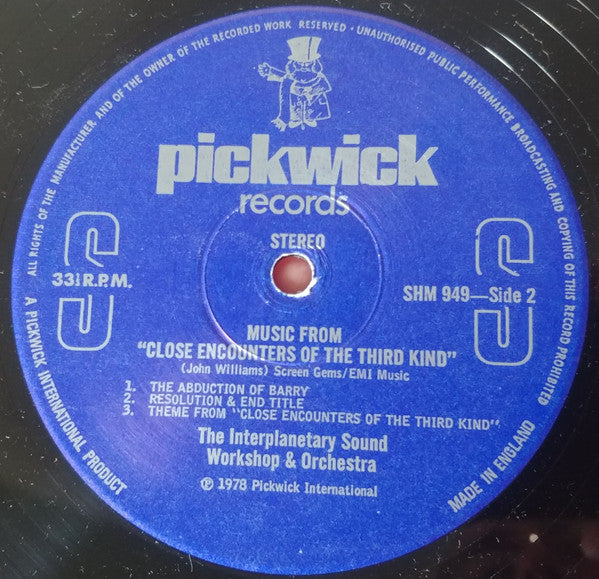 ALL RIGHTS OF THE MANUFACTURER AND OF THE OWNER OF THE RECORDED WORK RESERVED · UNAUTHORISED PUBLIC PERFORMANCE BROADCASTING AND COPYING OF THIS RECORD PROHIBITED
pickwick
records
STEREO
S
S
33⅓ R.P.M.
SHM 949—Side 2
MUSIC FROM
"CLOSE ENCOUNTERS OF THE THIRD KIND"
(John Williams) Screen Gems/EMI Music
1. THE ABDUCTION OF BARRY
2. RESOLUTION & END TITLE
3. THEME FROM "CLOSE ENCOUNTERS OF THE THIRD KIND"
The Interplanetary Sound
Workshop & Orchestra
℗ 1978 Pickwick International
A PICKWICK INTERNATIONAL PRODUCT
MADE IN ENGLAND